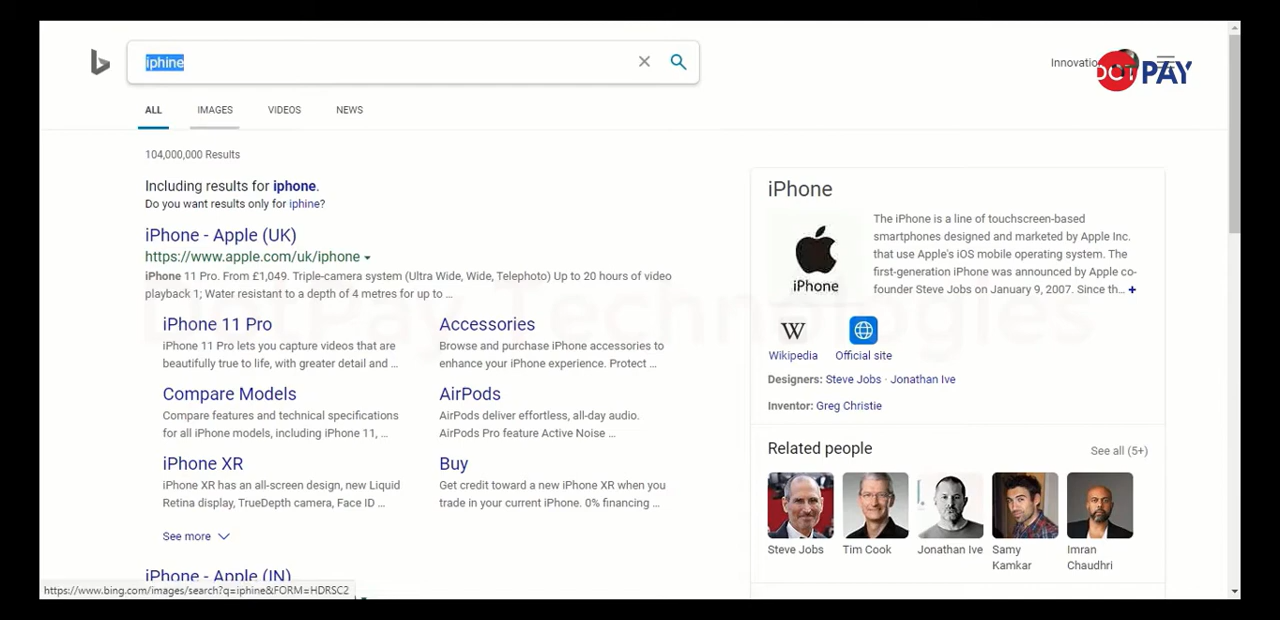 iphine
Innovatio
DOTPAY
ALL IMAGES VIDEOS NEWS
104,000,000 Results
Including results for iphone.
Do you want results only for iphine?
iPhone - Apple (UK)
https://www.apple.com/uk/iphone
iPhone 11 Pro. From £1,049. Triple-camera system (Ultra Wide, Wide, Telephoto) Up to 20 hours of video
playback 1; Water resistant to a depth of 4 metres for up to ...
iPhone 11 Pro
iPhone 11 Pro lets you capture videos that are
beautifully true to life, with greater detail and ...
Accessories
Browse and purchase iPhone accessories to
enhance your iPhone experience. Protect ...
Compare Models
Compare features and technical specifications
for all iPhone models, including iPhone 11, ...
AirPods
AirPods deliver effortless, all-day audio.
AirPods Pro feature Active Noise ...
iPhone XR
iPhone XR has an all-screen design, new Liquid
Retina display, TrueDepth camera, Face ID ...
Buy
Get credit toward a new iPhone XR when you
trade in your current iPhone. 0% financing ...
See more
iPhone - Apple (IN)
https://www.bing.com/images/search?q=iphine&FORM=HDRSC2
iPhone
iPhone
The iPhone is a line of touchscreen-based
smartphones designed and marketed by Apple Inc.
that use Apple's iOS mobile operating system. The
first-generation iPhone was announced by Apple co-
founder Steve Jobs on January 9, 2007. Since th...
W
Wikipedia Official site
Designers: Steve Jobs · Jonathan Ive
Inventor: Greg Christie
Related people
See all (5+)
Steve Jobs
Tim Cook
Jonathan Ive
Samy
Kamkar
Imran
Chaudhri
DotPay Technologies